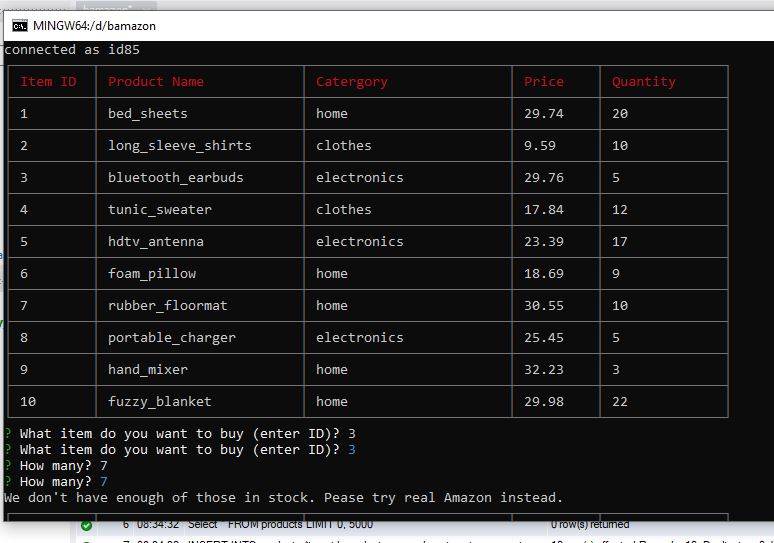 bamazon*
MINGW64:/d/bamazon
connected as id85
Item ID Product Name Catergory Price Quantity
1 bed_sheets home 29.74 20
2 long_sleeve_shirts clothes 9.59 10
3 bluetooth_earbuds electronics 29.76 5
4 tunic_sweater clothes 17.84 12
5 hdtv_antenna electronics 23.39 17
6 foam_pillow home 18.69 9
7 rubber_floormat home 30.55 10
8 portable_charger electronics 25.45 5
9 hand_mixer home 32.23 3
10 fuzzy_blanket home 29.98 22
? What item do you want to buy (enter ID)? 3
? What item do you want to buy (enter ID)? 3
? How many? 7
? How many? 7
We don't have enough of those in stock. Pease try real Amazon instead.
6 08:34:32 Select * FROM products LIMIT 0, 5000 0 row(s) returned